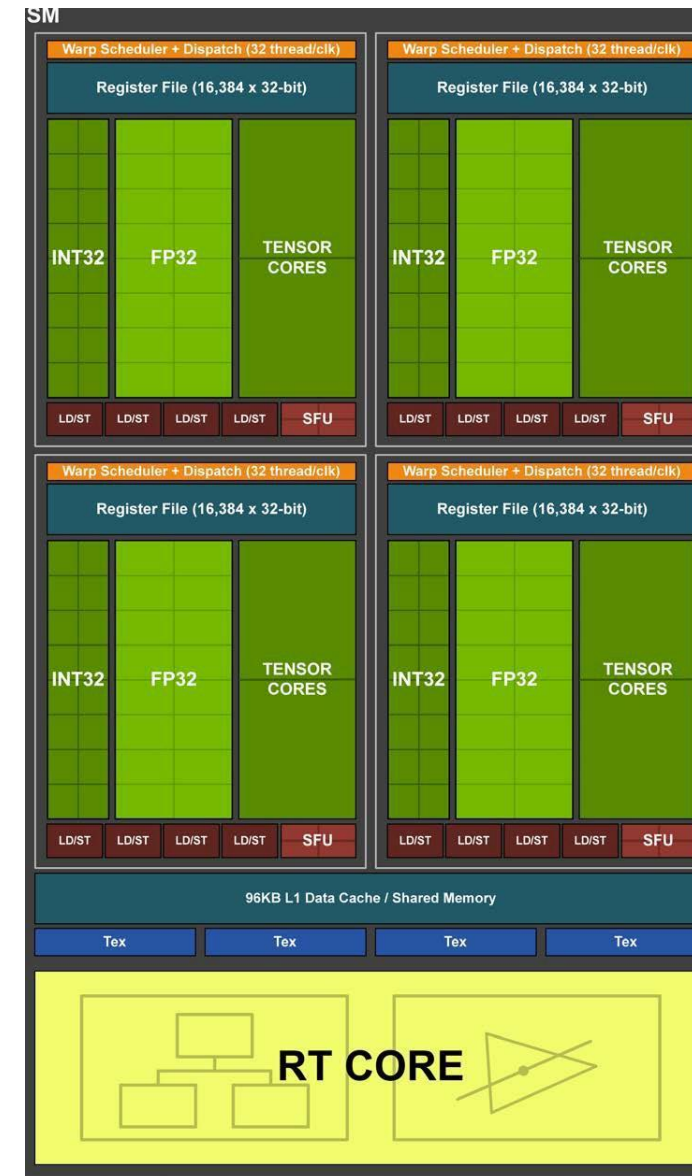 SM
Warp Scheduler + Dispatch (32 thread/clk)
Register File (16,384 x 32-bit)
INT32
FP32
TENSOR
CORES
LD/ST
LD/ST
LD/ST
LD/ST
SFU
Warp Scheduler + Dispatch (32 thread/clk)
Register File (16,384 x 32-bit)
INT32
FP32
TENSOR
CORES
LD/ST
LD/ST
LD/ST
LD/ST
SFU
Warp Scheduler + Dispatch (32 thread/clk)
Register File (16,384 x 32-bit)
INT32
FP32
TENSOR
CORES
LD/ST
LD/ST
LD/ST
LD/ST
SFU
Warp Scheduler + Dispatch (32 thread/clk)
Register File (16,384 x 32-bit)
INT32
FP32
TENSOR
CORES
LD/ST
LD/ST
LD/ST
LD/ST
SFU
96KB L1 Data Cache / Shared Memory
Tex
Tex
Tex
Tex
RT CORE